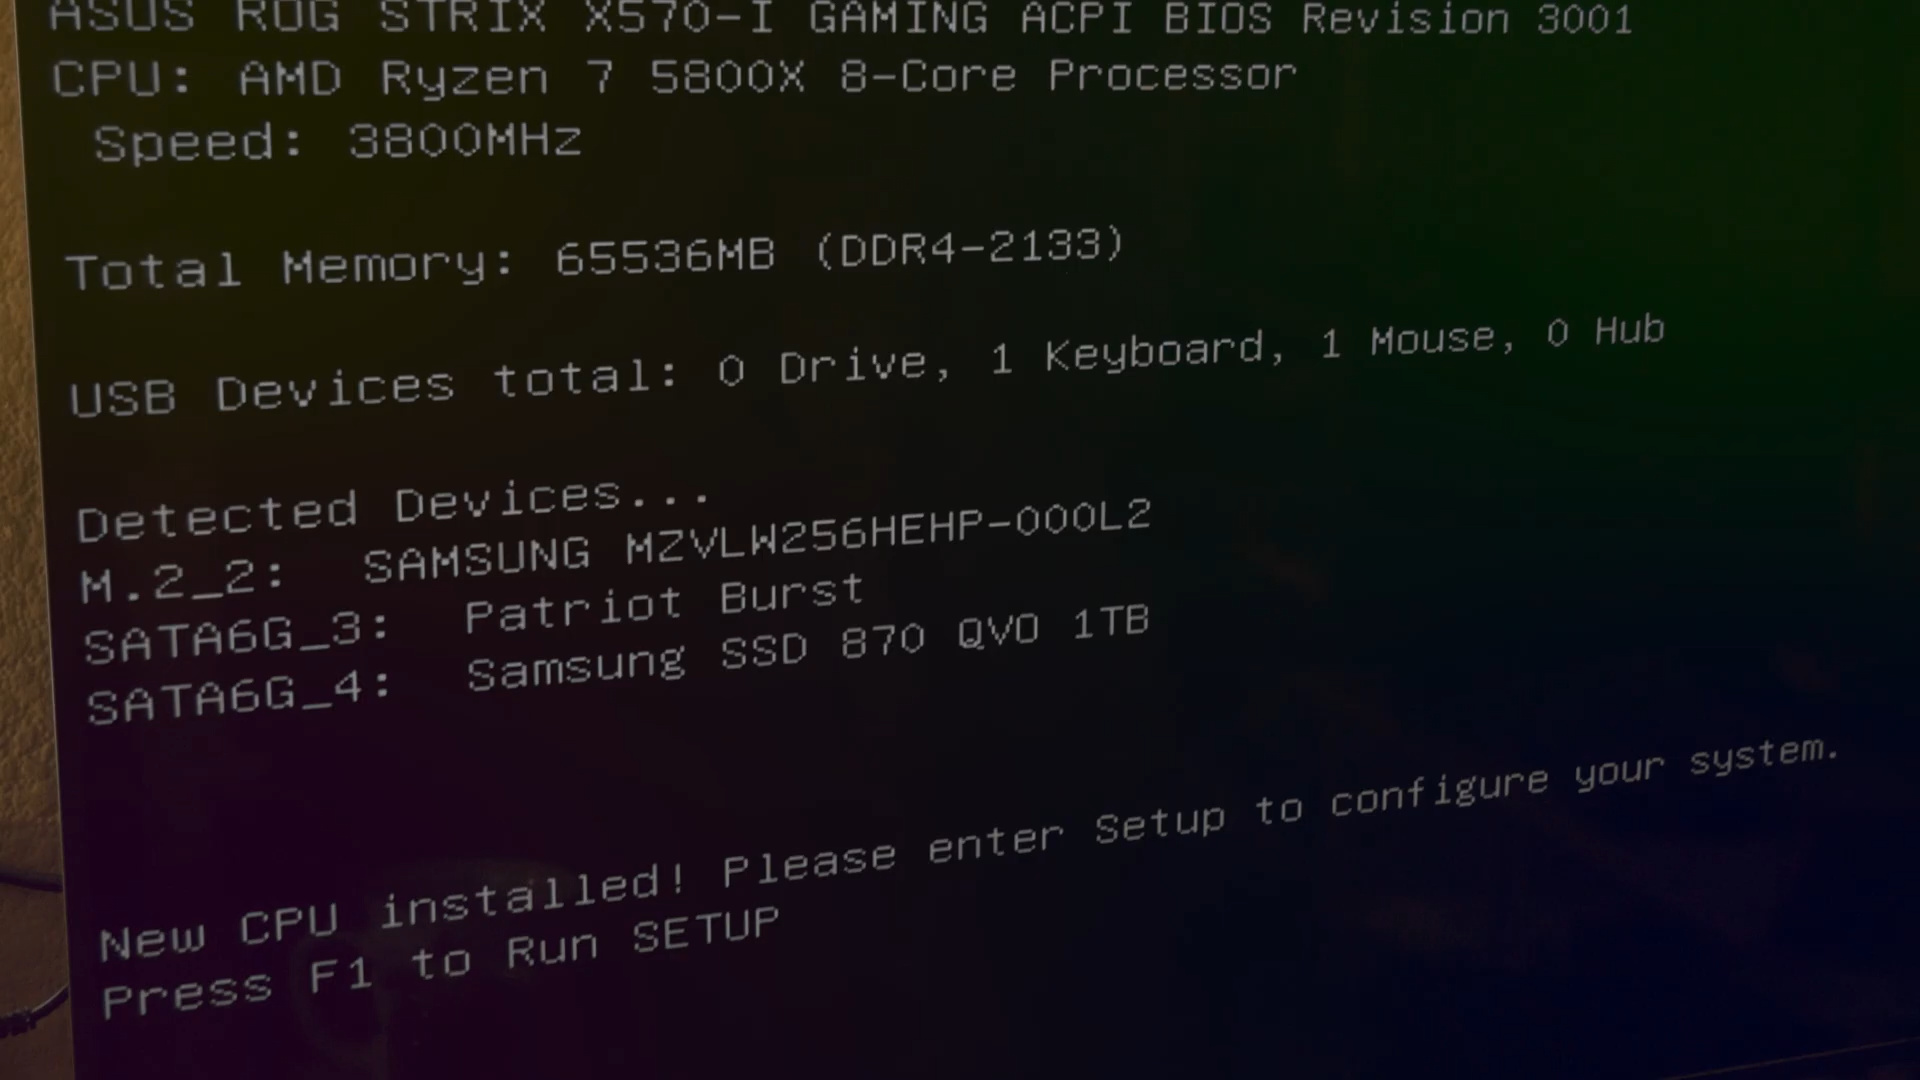 ASUS ROG STRIX X570-I GAMING ACPI BIOS Revision 3001
CPU: AMD Ryzen 7 5800X 8-Core Processor
Speed: 3800MHz
Total Memory: 65536MB (DDR4-2133)
USB Devices total: 0 Drive, 1 Keyboard, 1 Mouse, 0 Hub
Detected Devices...
M.2_2: SAMSUNG MZVLW256HEHP-000L2
SATA6G_3: Patriot Burst
SATA6G_4: Samsung SSD 870 QVO 1TB
New CPU installed! Please enter Setup to configure your system.
Press F1 to Run SETUP